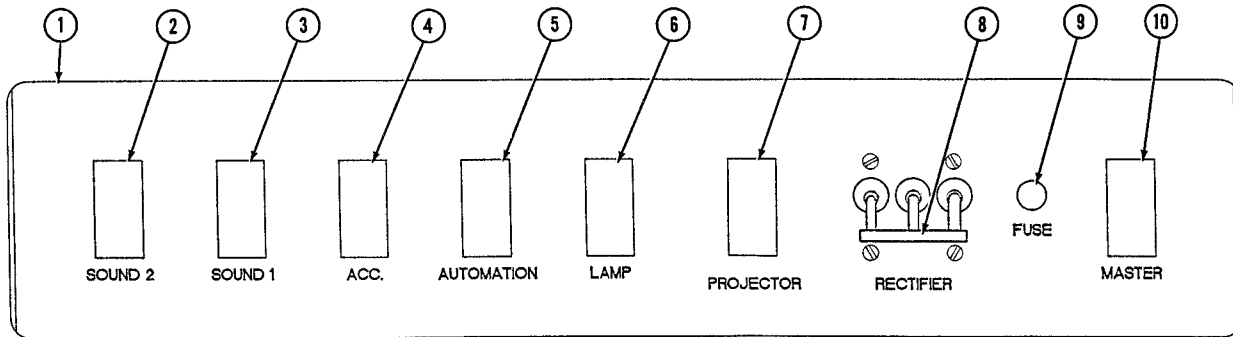 1 2 3 4 5 6 7 8 9 10
SOUND 2 SOUND 1 ACC. AUTOMATION LAMP PROJECTOR RECTIFIER FUSE MASTER